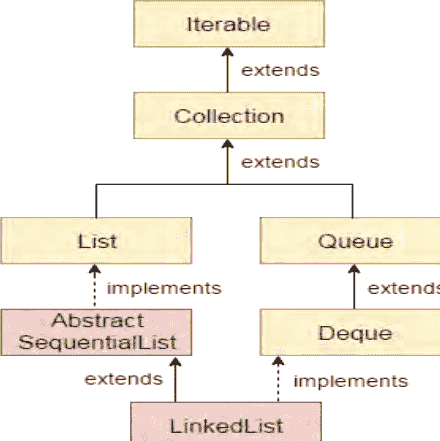 Iterable
extends
Collection
extends
List
Queue
implements
extends
Abstract
SequentialList
Deque
extends
implements
LinkedList